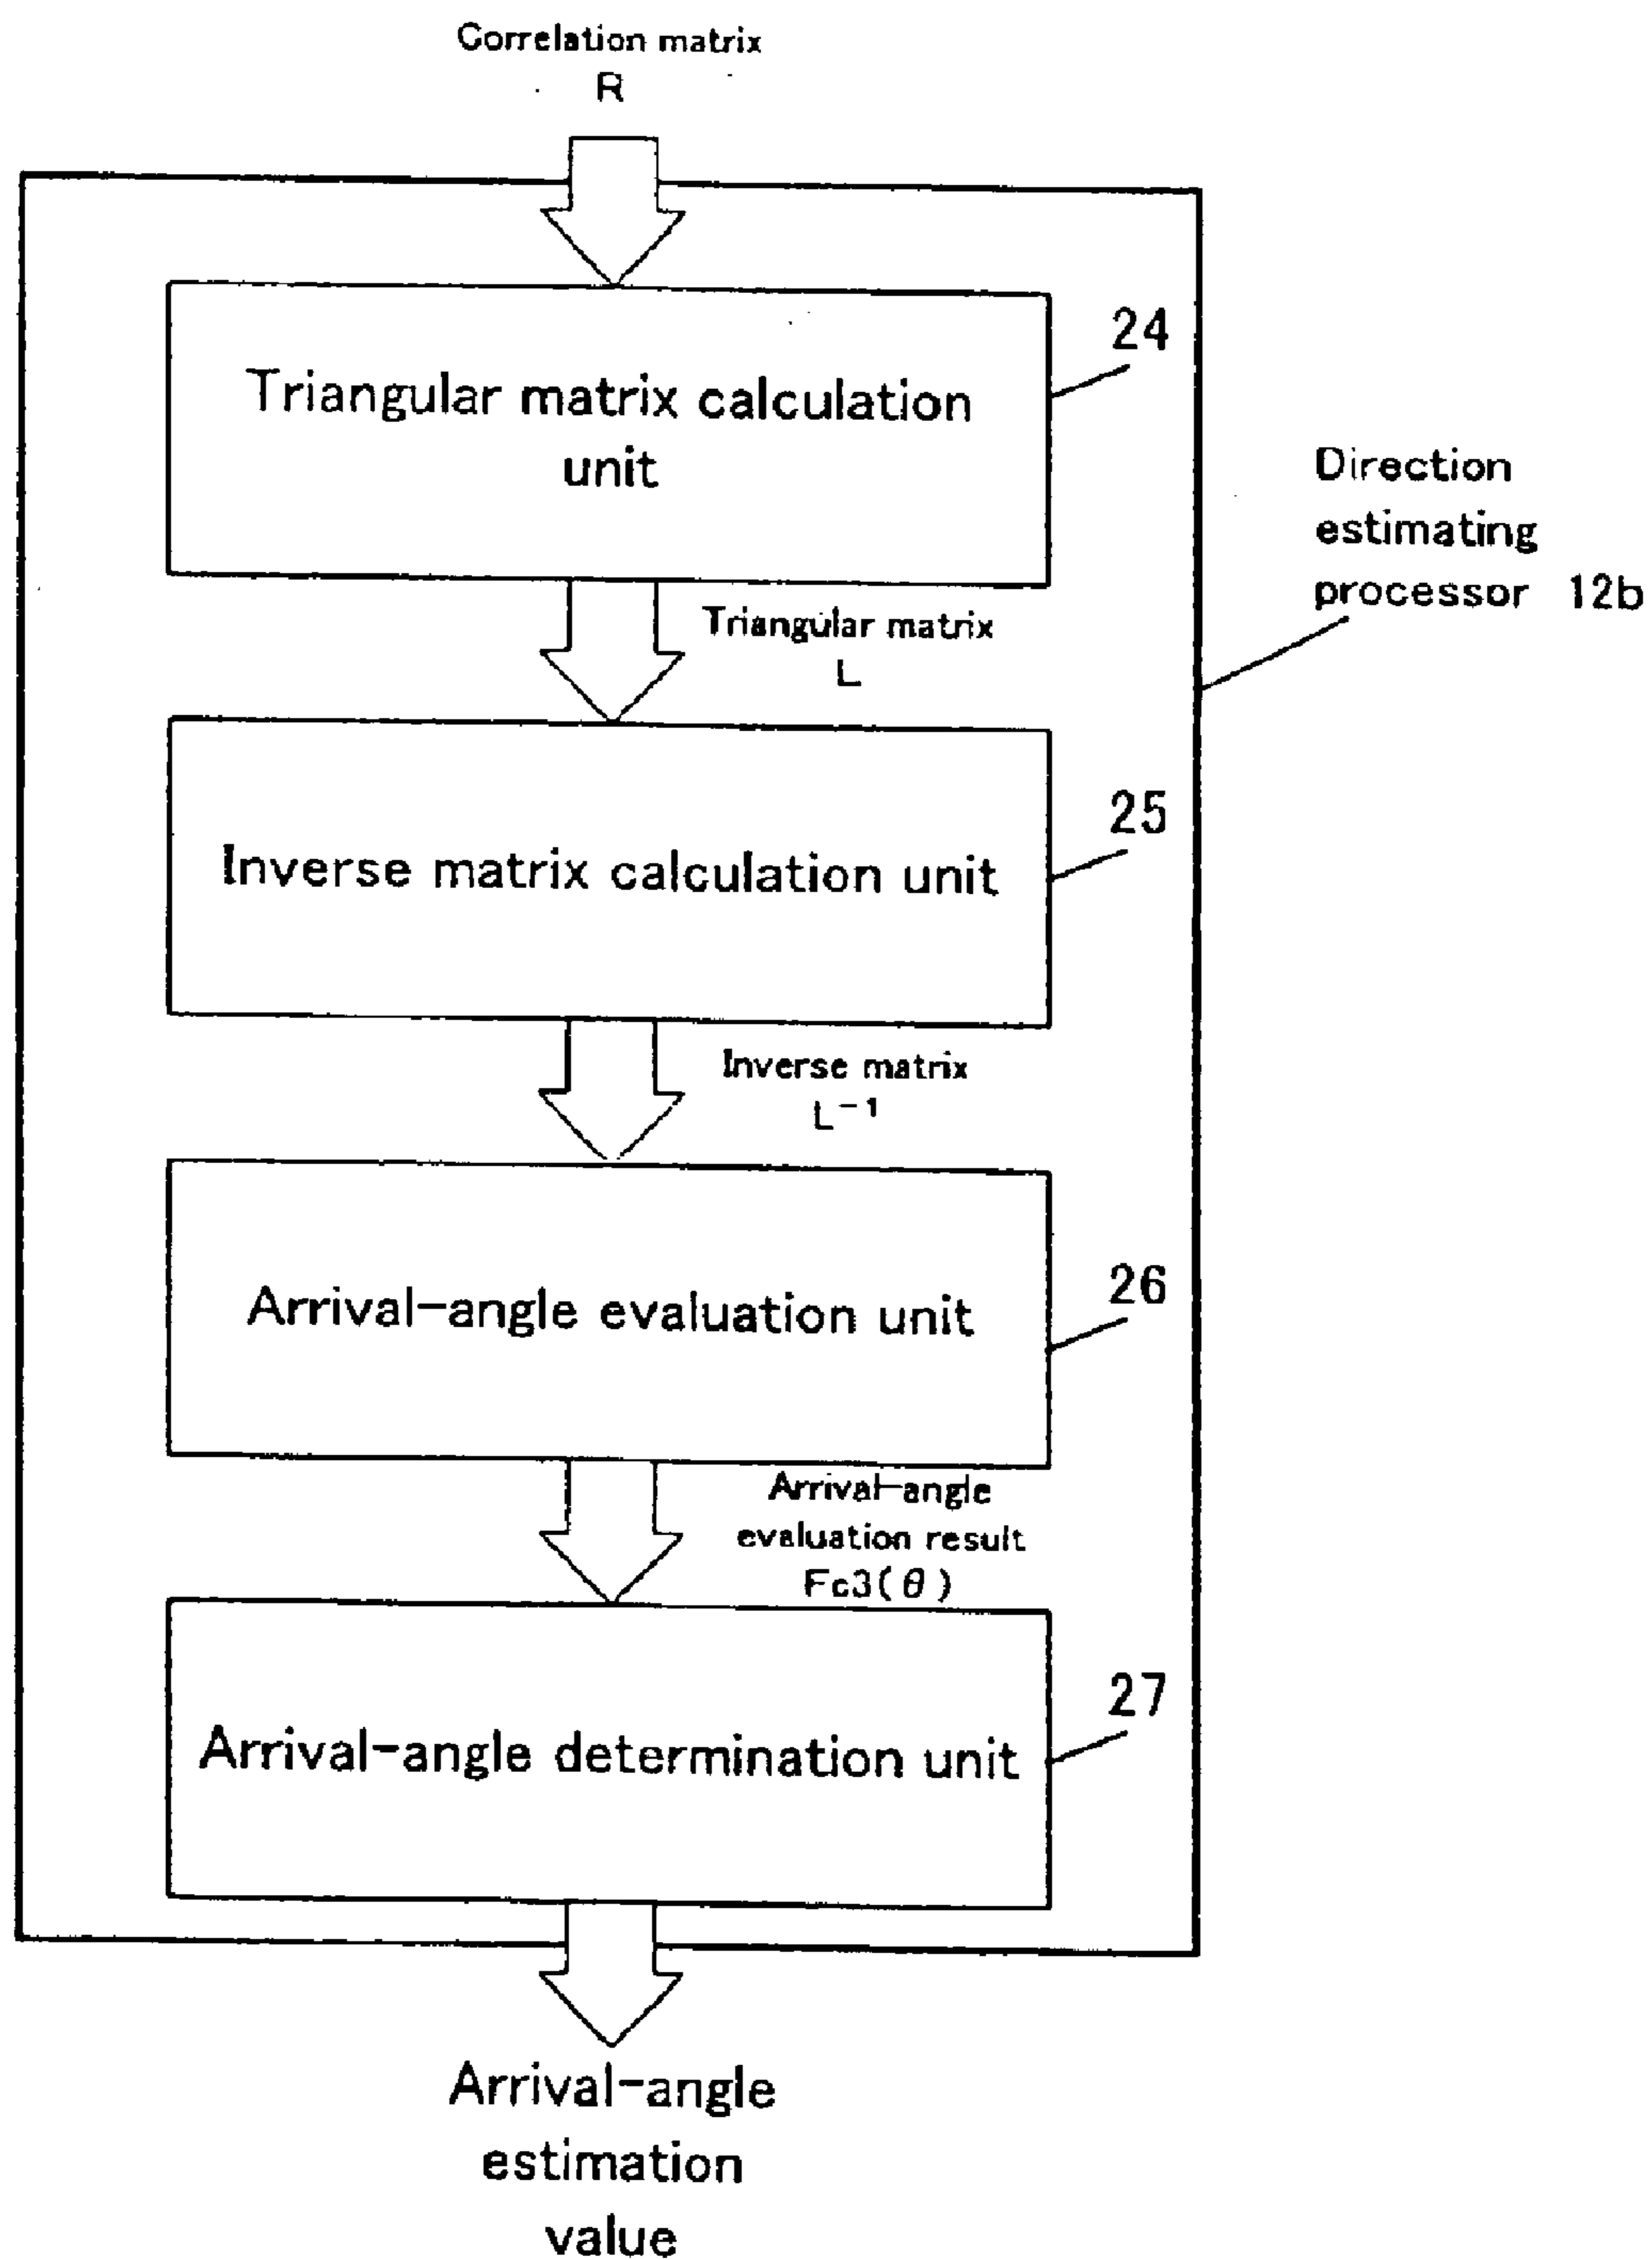 Correlation matrix
R
24
Triangular matrix calculation
unit
Direction
estimating
processor 12b
Triangular matrix
L
25
Inverse matrix calculation unit
Inverse matrix
L⁻¹
26
Arrival-angle evaluation unit
Arrival-angle
evaluation result
Fc3(θ)
27
Arrival-angle determination unit
Arrival-angle
estimation
value